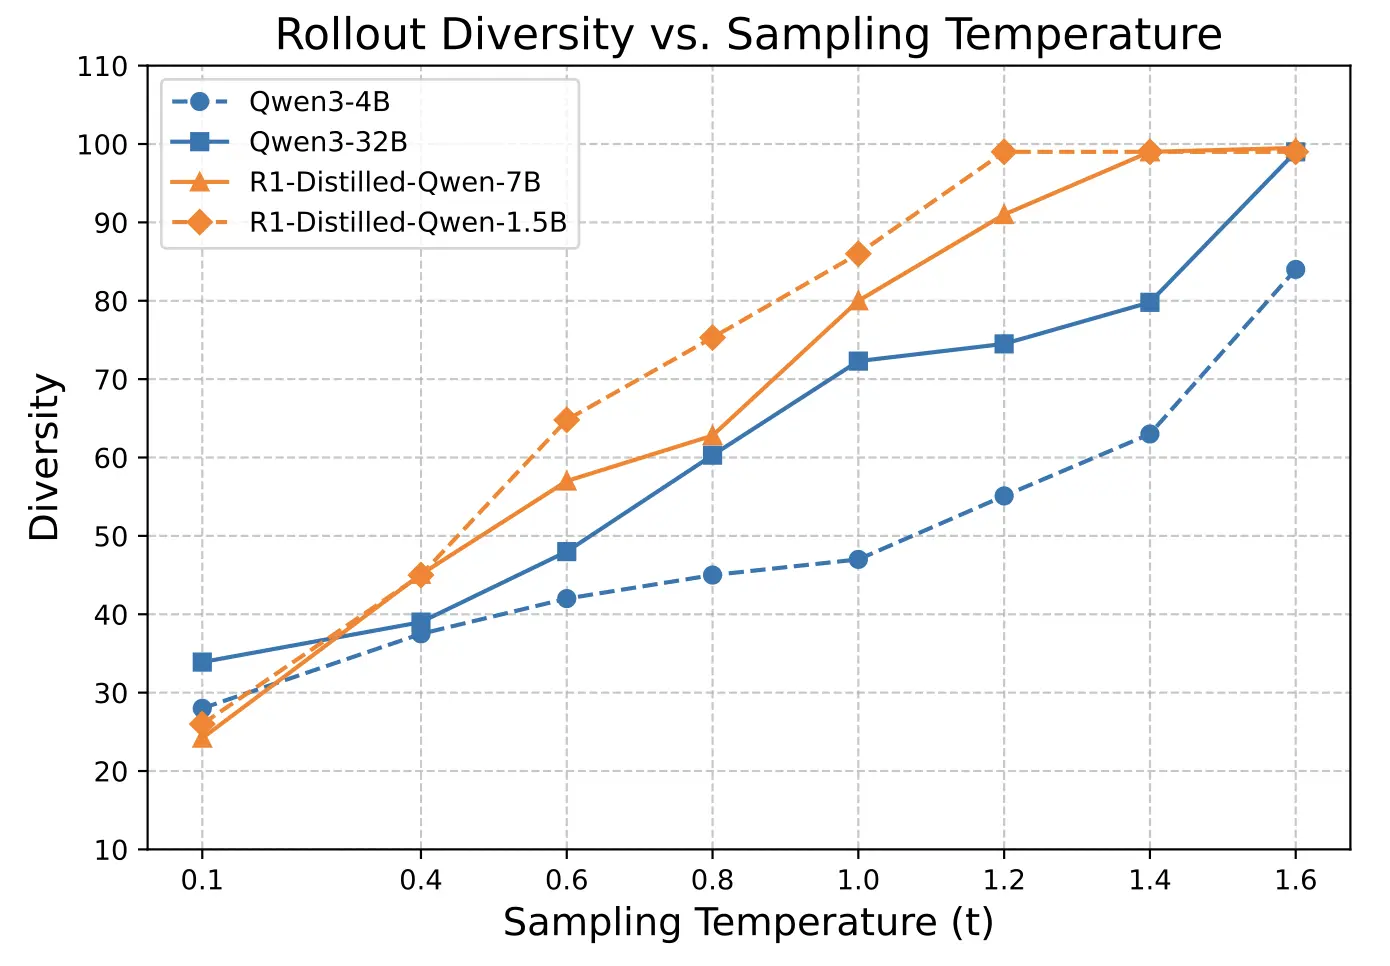 Rollout Diversity vs. Sampling Temperature
110
100
90
80
70
60
50
40
30
20
10
Diversity
Qwen3-4B
Qwen3-32B
R1-Distilled-Qwen-7B
R1-Distilled-Qwen-1.5B
0.1 0.4 0.6 0.8 1.0 1.2 1.4 1.6
Sampling Temperature (t)